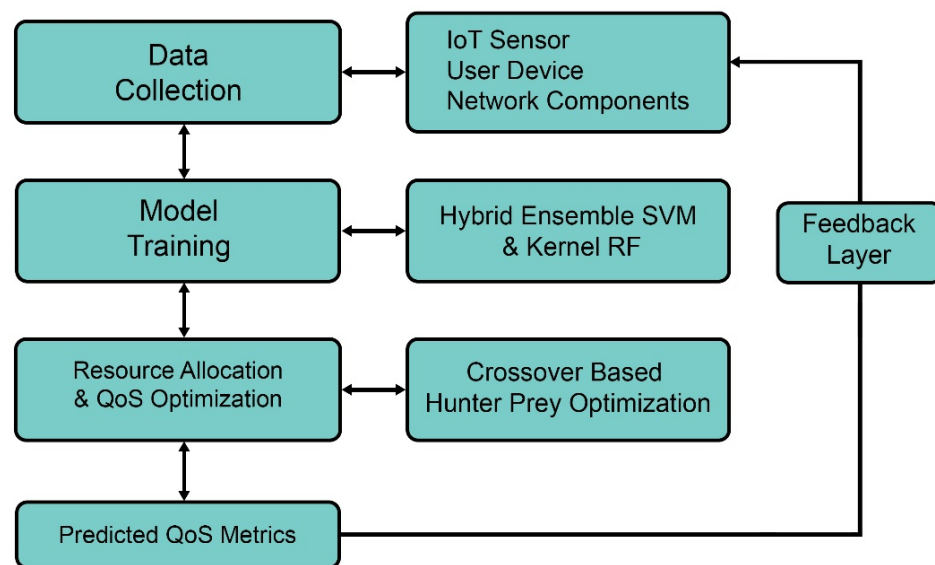 Data
Collection
IoT Sensor
User Device
Network Components
Model
Training
Hybrid Ensemble SVM
& Kernel RF
Feedback
Layer
Resource Allocation
& QoS Optimization
Crossover Based
Hunter Prey Optimization
Predicted QoS Metrics